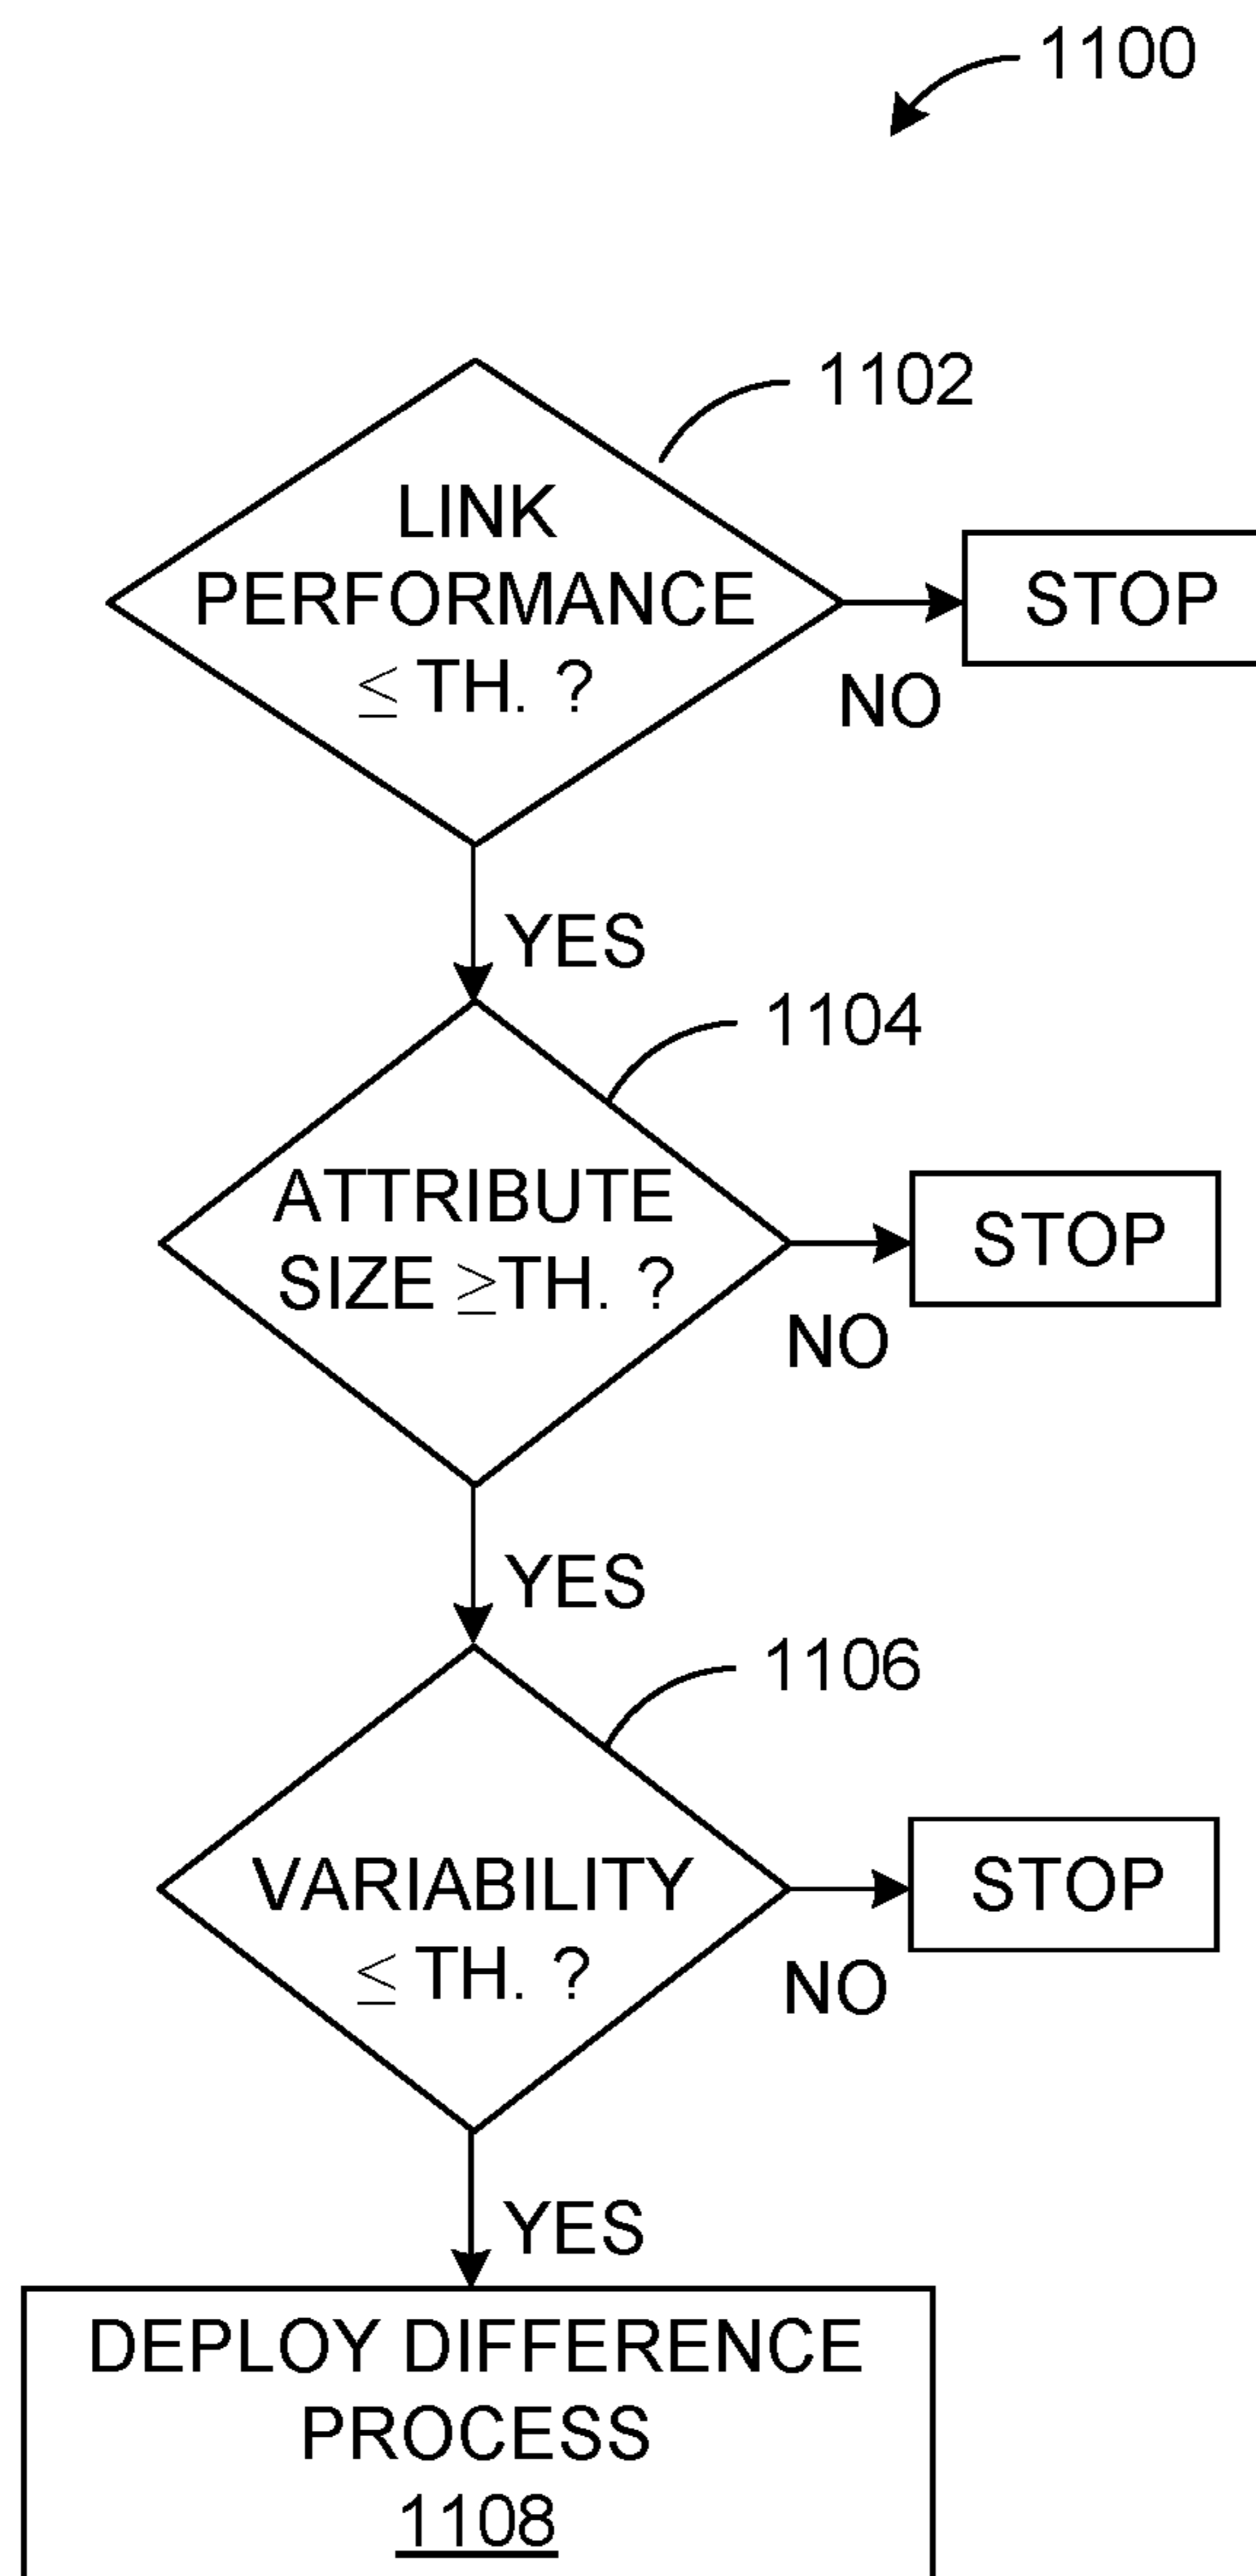 1100
1102
LINK
PERFORMANCE
≤ TH. ?
STOP
NO
YES
1104
ATTRIBUTE
SIZE ≥TH. ?
STOP
NO
YES
1106
VARIABILITY
≤ TH. ?
STOP
NO
YES
DEPLOY DIFFERENCE
PROCESS
1108